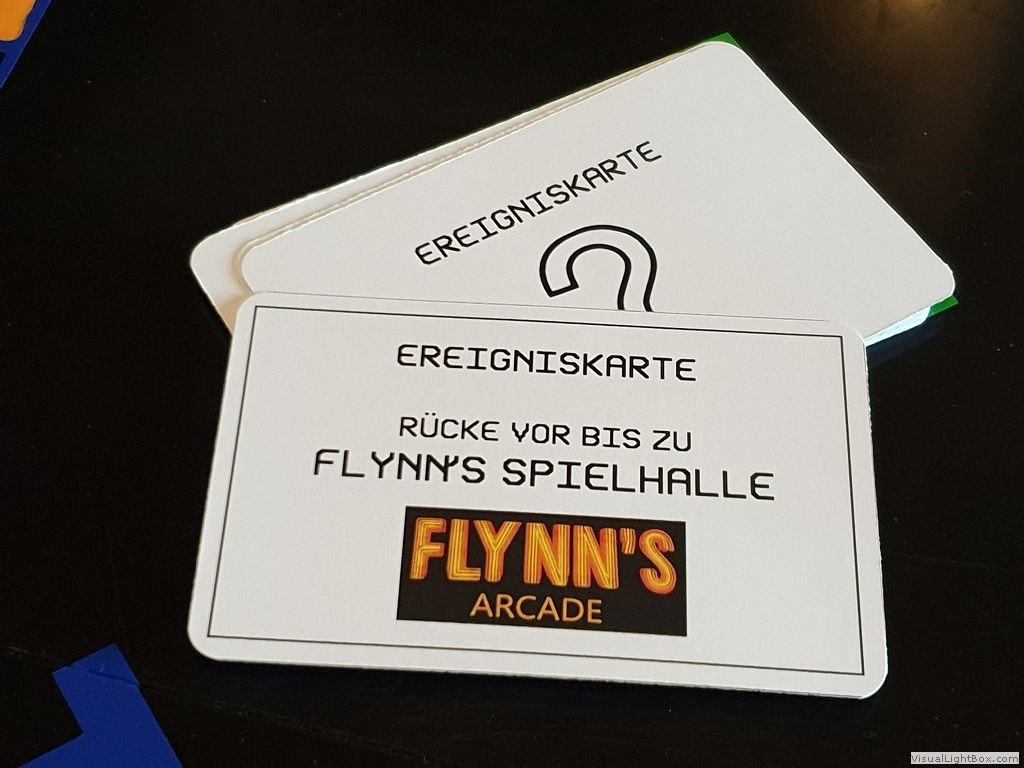 EREIGNISKARTE
?
EREIGNISKARTE
RÜCKE VOR BIS ZU
FLYNN'S SPIELHALLE
FLYNN'S
ARCADE
VisualLightBox.com